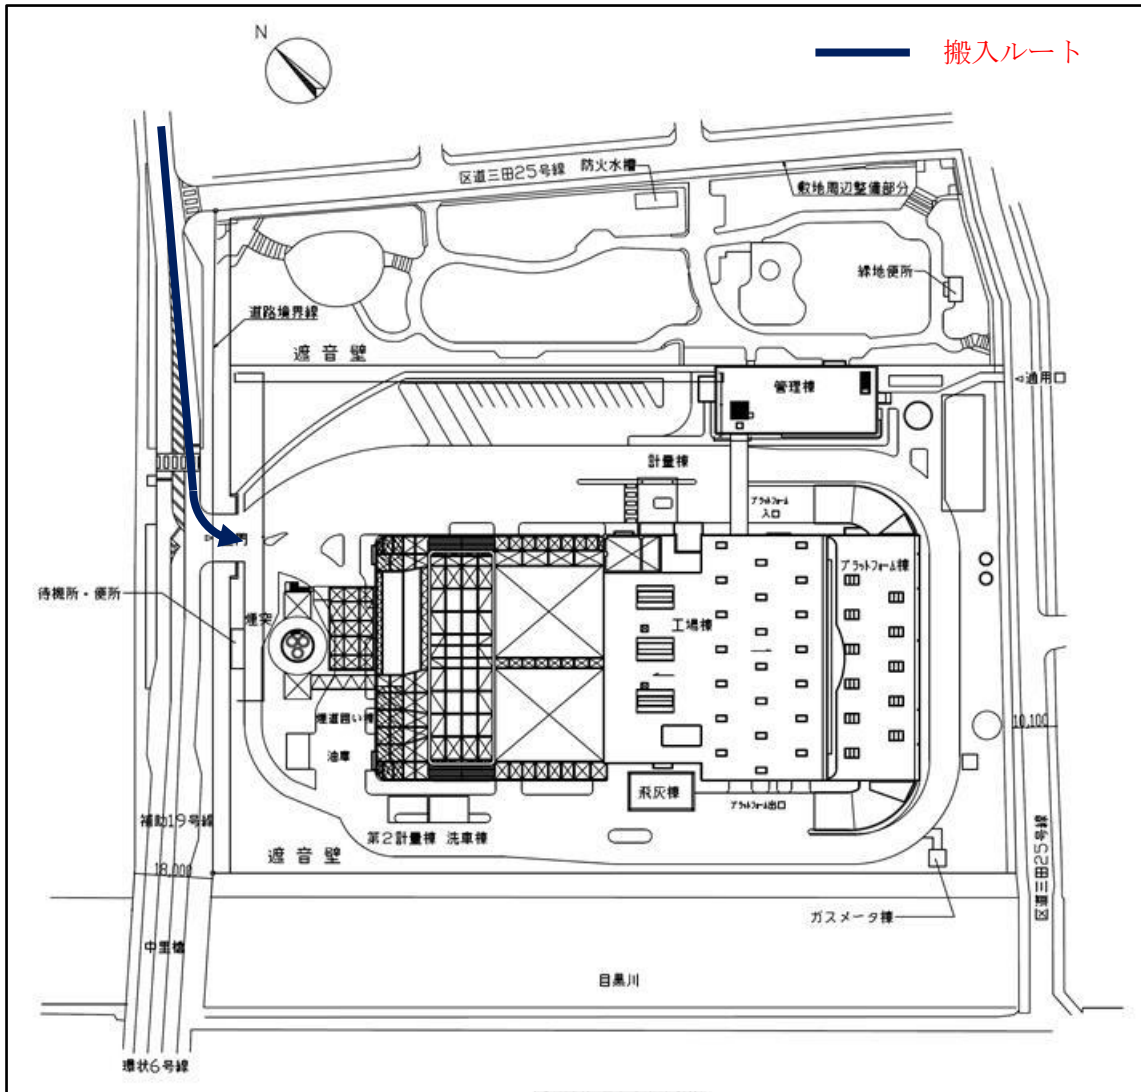 N
搬入ルート
区道三田25号線
防火水槽
敷地周辺整備部分
緑地便所
道路境界線
遮音壁
管理棟
◁通用口
計量棟
プラットフォーム
入口
プラットフォーム棟
待機所・便所
煙突
工場棟
煙道囲い棟
油庫
10,100
飛灰棟
プラットフォーム出口
補助19号線
第2計量棟
洗車棟
遮音壁
18,000
区道三田25号線
ガスメータ棟
中里橋
目黒川
環状6号線